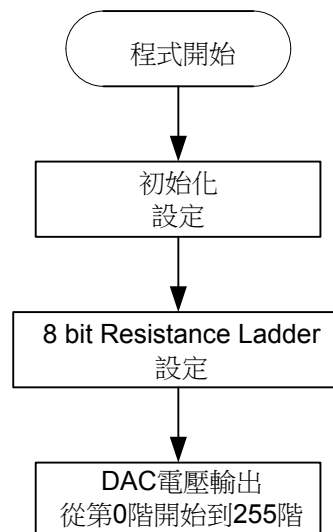 程式開始
初始化
設定
8 bit Resistance Ladder
設定
DAC電壓輸出
從第0階開始到255階